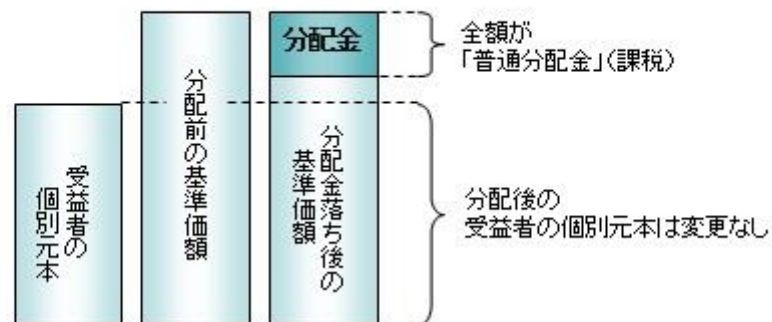 受益者の
個別元本
分配前の基準価額
分配金
分配金落ち後の
基準価額
全額が
「普通分配金」(課税)
分配後の
受益者の個別元本は変更なし